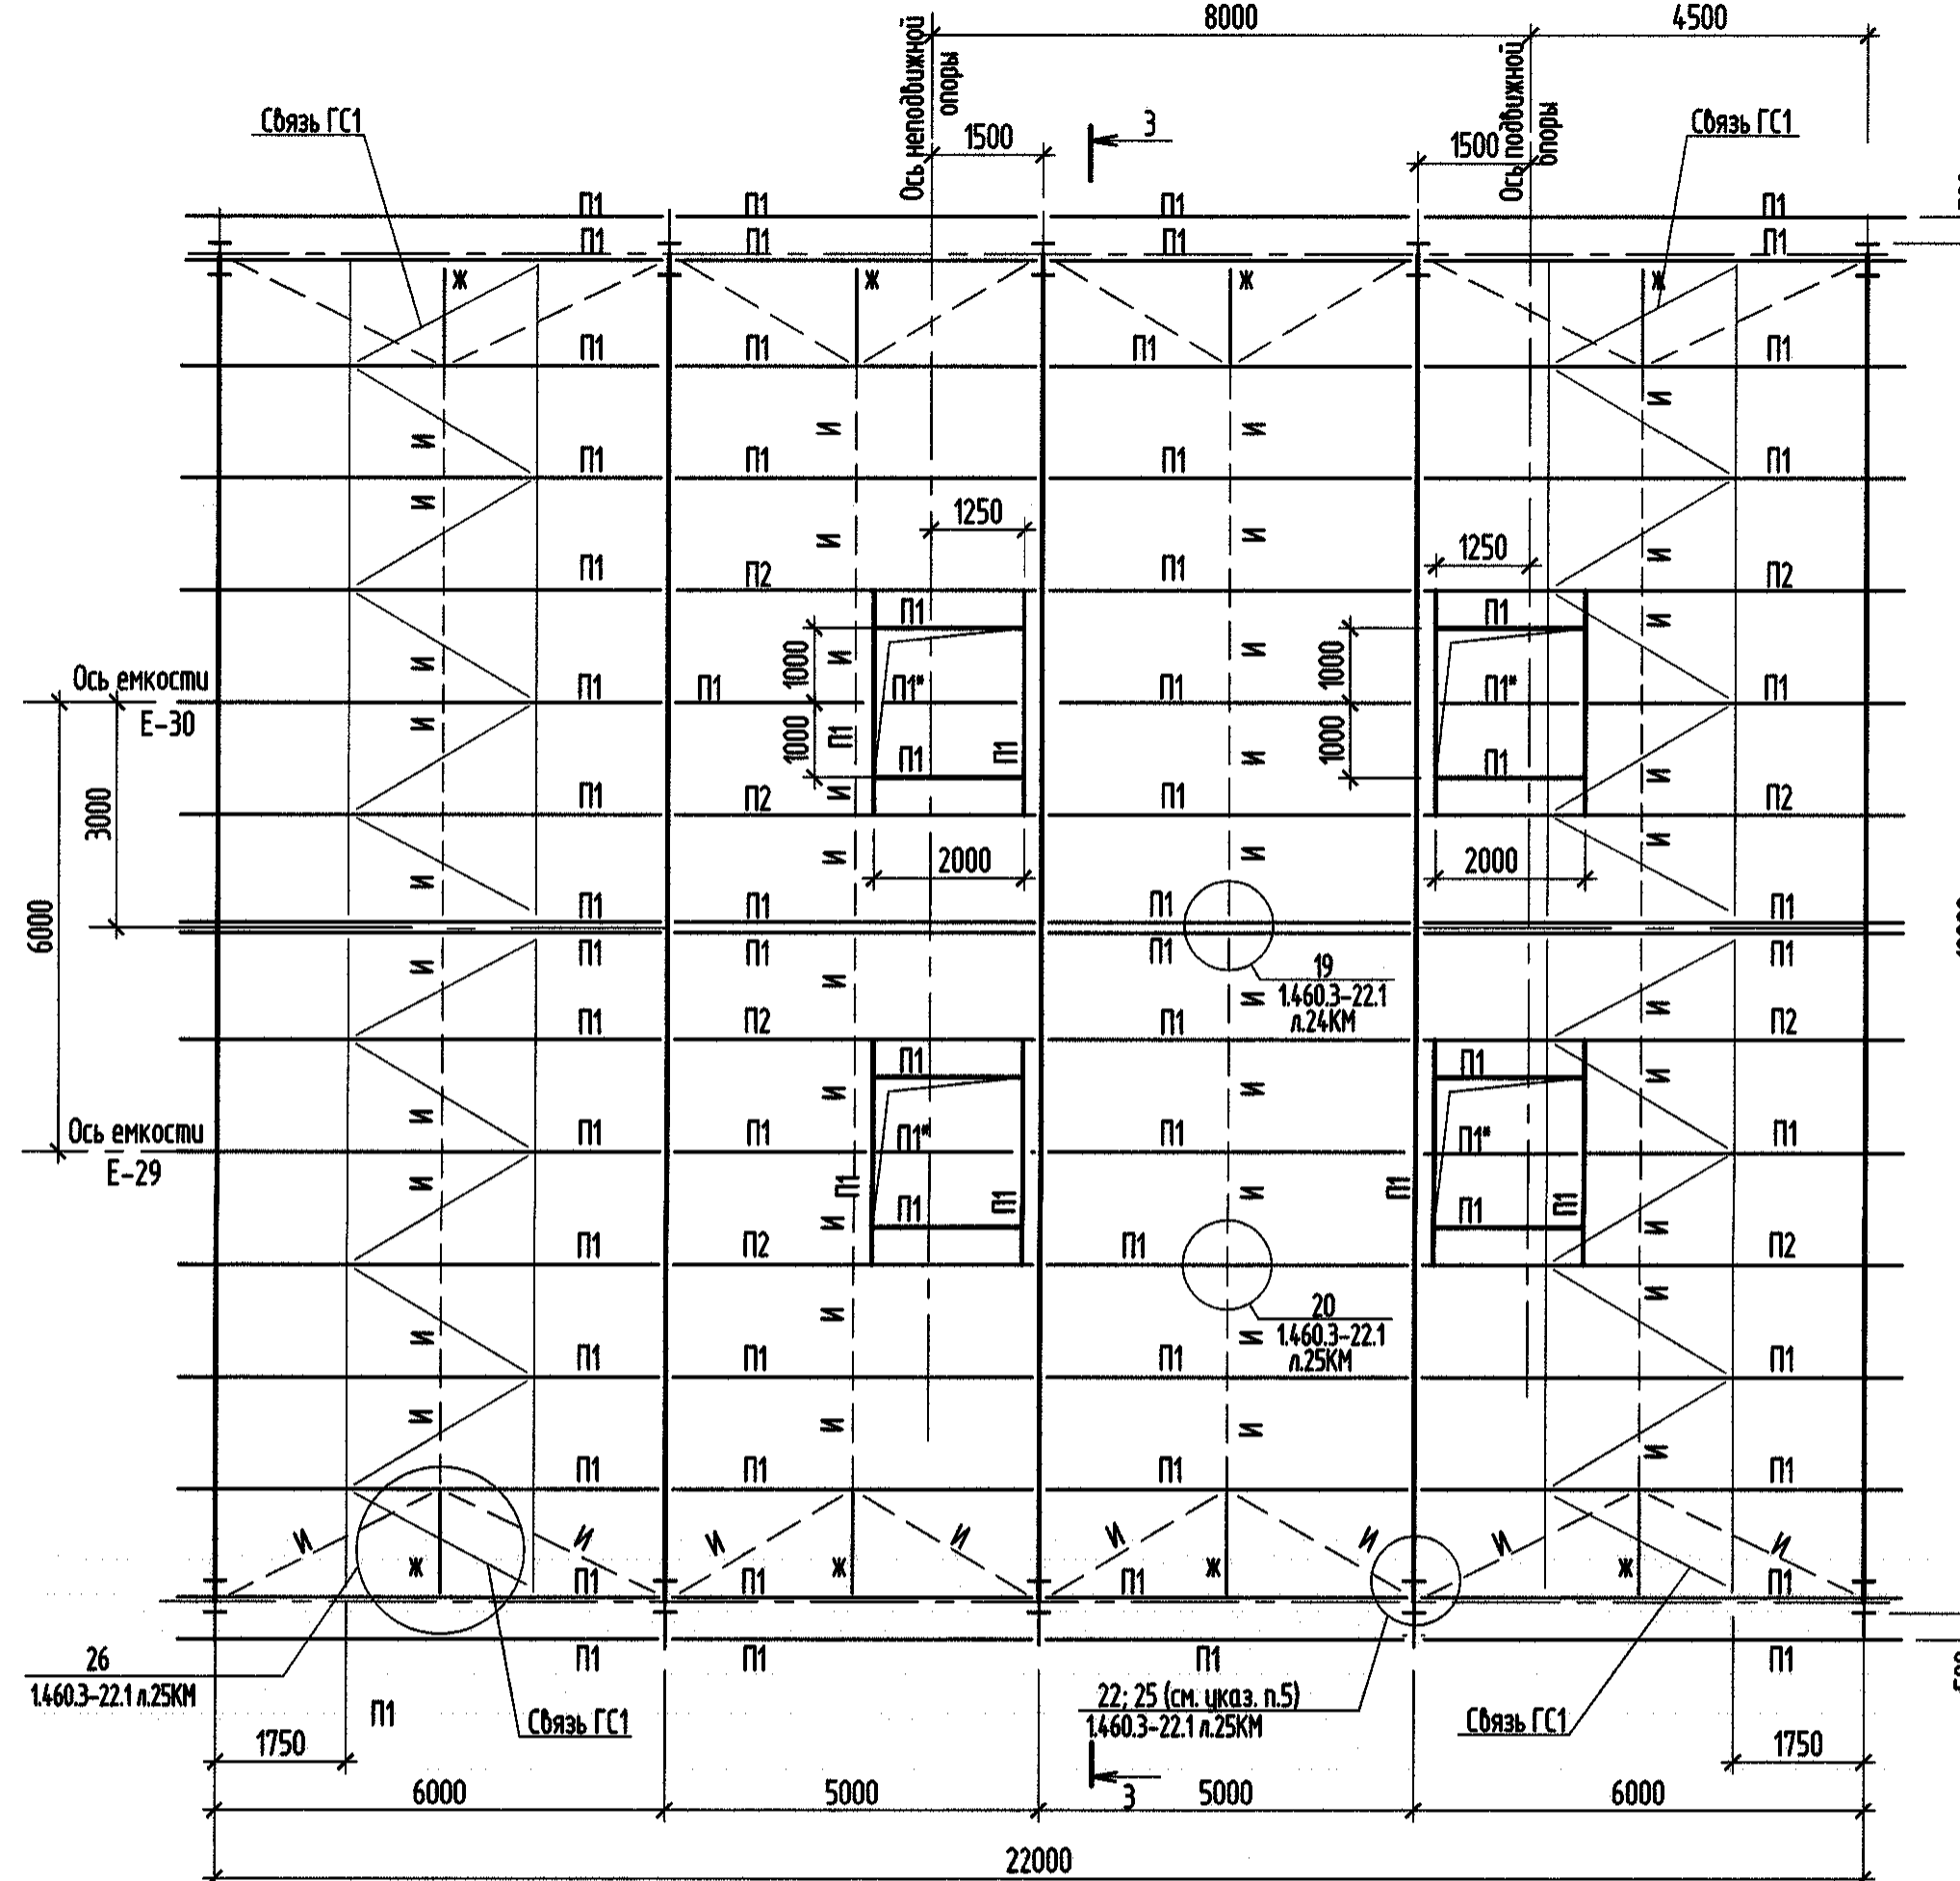 8000
4500
Ось неподвижной
опоры
Ось подвижной
опоры
Связь ГС1
1500
3
1500
Связь ГС1
П1 П1 П1 П1
П1 П1 П1 П1
Ж Ж Ж Ж
П1 П1 П1 П1
И И И И
П1 П1 П1 П1
И И И И
1250
1250
П1 П2 П1 П2
П1 П1
И И И И И
1000 1000
Ось емкости
Е-30
П1 П1 П1* П1 П1* П1
И П1 П1 И И
1000 1000
П1 П1
П1 П2 И П1 П2
3000
И И И И
2000 2000
6000
П1 П1 П1 П1
П1 П1 П1 П1
И И И И
19
1.460.3-22.1
л.24КМ
П1 П2 П1 П2
П1 П1
И И И И
Ось емкости
Е-29
П1 П1 П1* П1 П1* П1
И П1 П1 И П1 П1
И П1 П1 И
П1 П2 П1 П2
И И И
20
1.460.3-22.1
л.25КМ
И И
П1 П1 П1 П1
И И И И
П1 П1 П1 П1
И И И И И И И И
Ж Ж Ж Ж
П1 П1 П1 П1
П1 П1 П1 П1
26
1.460.3-22.1 л.25КМ
П1
Связь ГС1
22; 25 (см. указ. п.5)
1.460.3-22.1 л.25КМ
Связь ГС1
1750
1750
3
6000 5000 5000 6000
22000